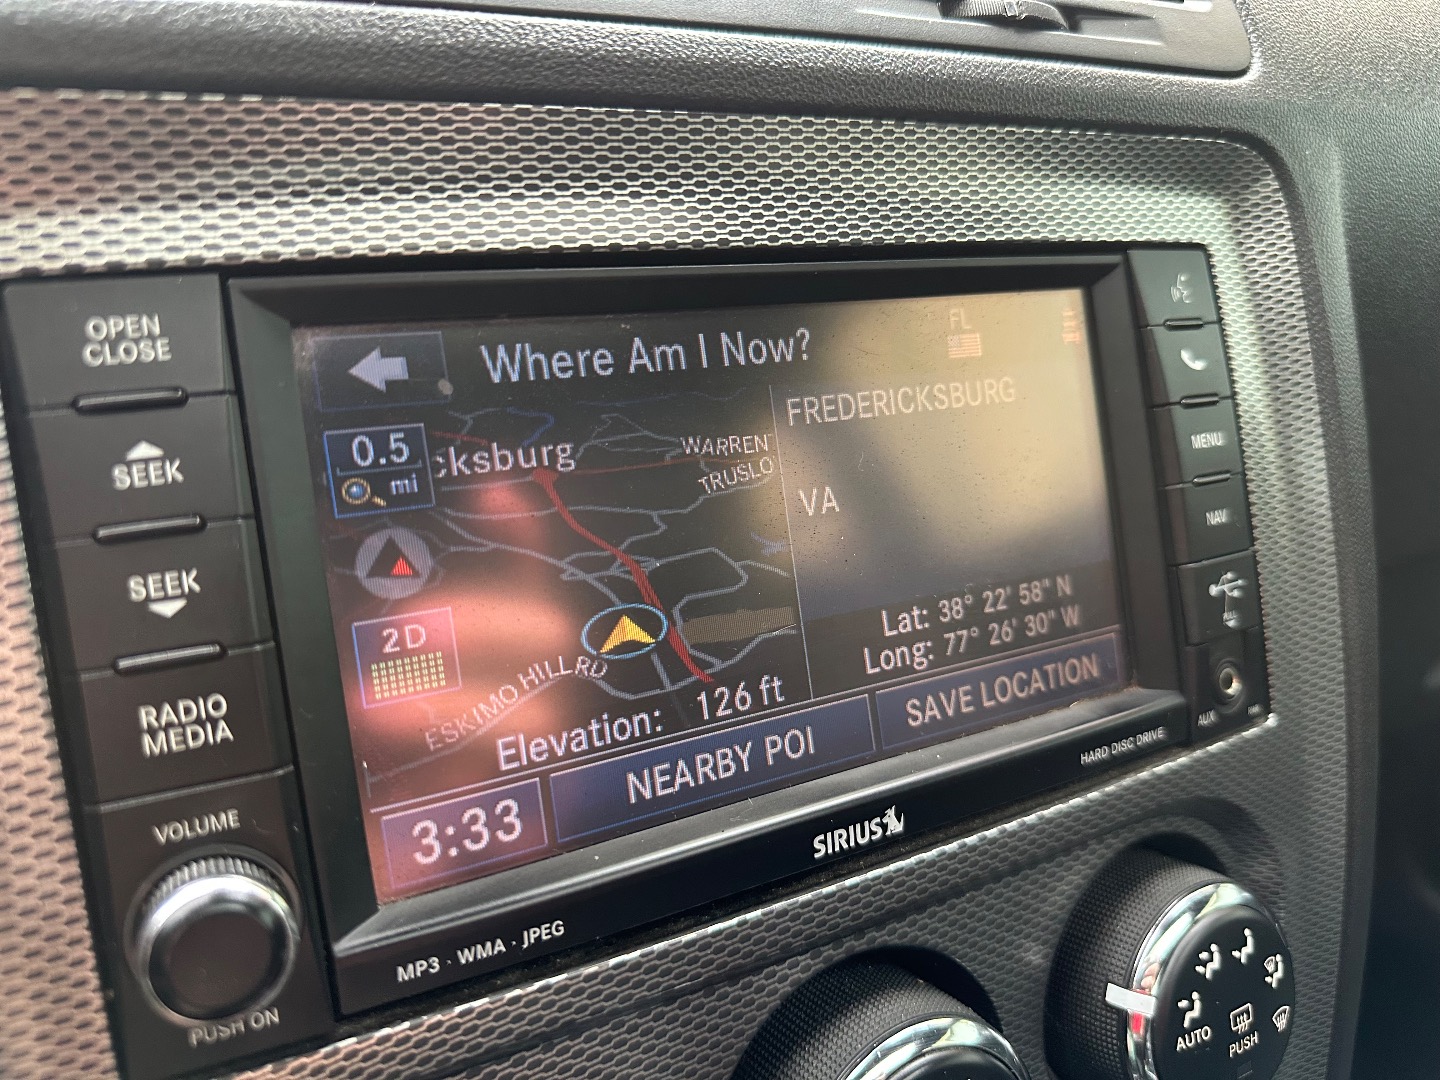 OPEN
CLOSE
SEEK
SEEK
RADIO
MEDIA
VOLUME
PUSH ON
Where Am I Now?
FL
0.5
mi
cksburg
WARREN
TRUSLO
2D
ESKIMO HILL RD
Elevation: 126 ft
FREDERICKSBURG
VA
Lat: 38° 22' 58" N
Long: 77° 26' 30" W
3:33
NEARBY POI
SAVE LOCATION
MENU
NAV
AUX
MP3 · WMA · JPEG
SIRIUS
HARD DISC DRIVE
AUTO
PUSH